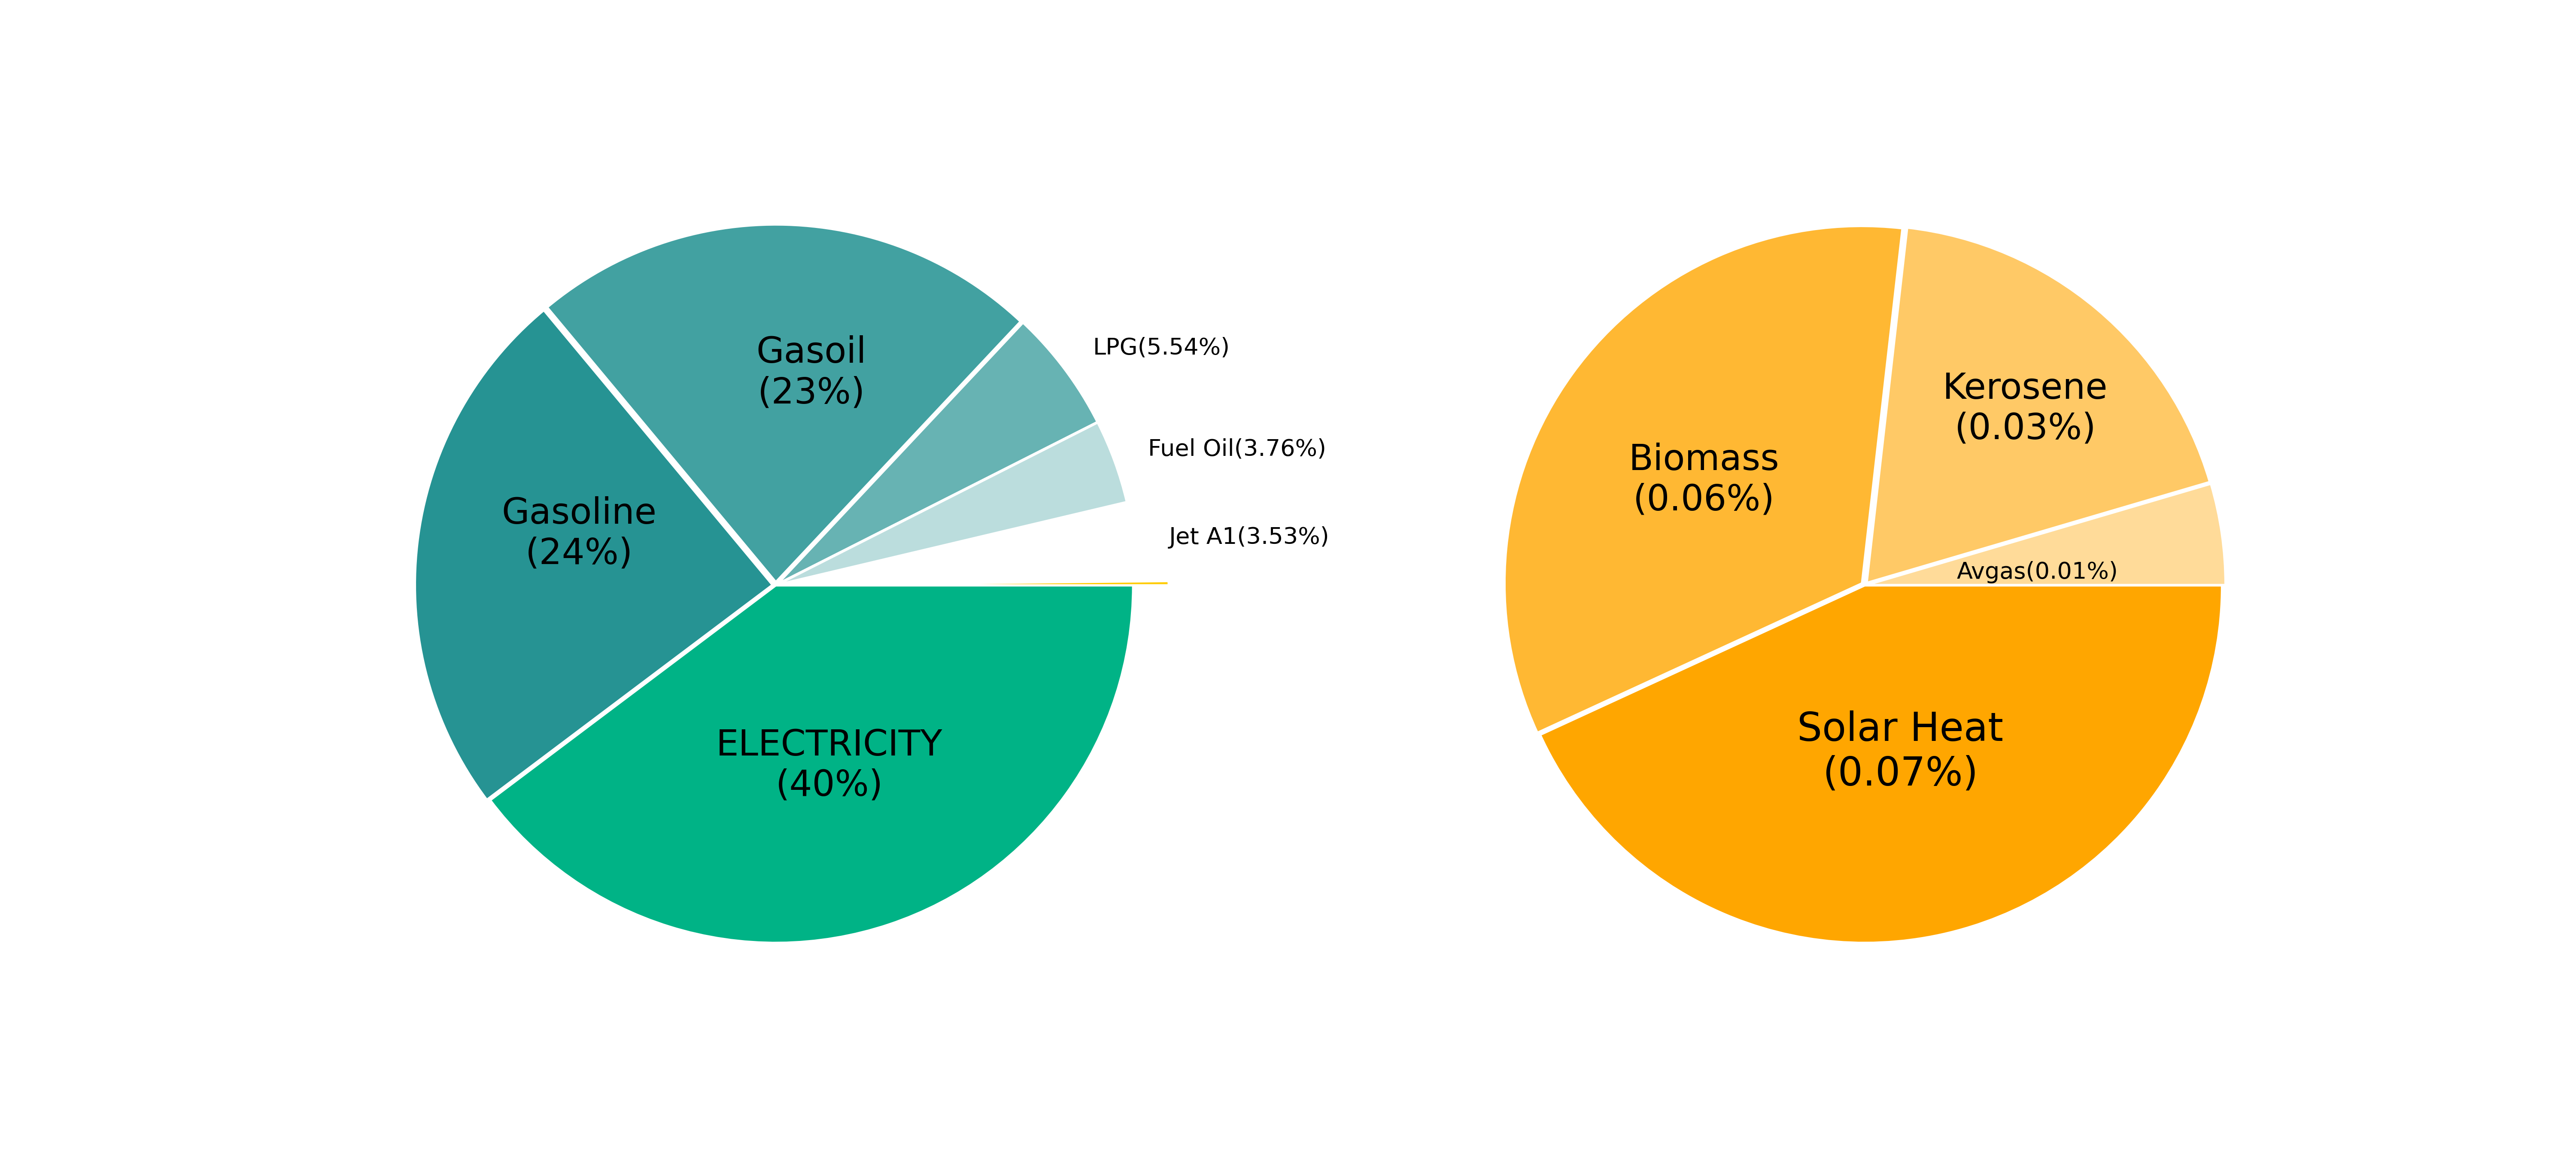 Gasoil
(23%)
LPG(5.54%)
Fuel Oil(3.76%)
Gasoline
(24%)
Jet A1(3.53%)
ELECTRICITY
(40%)
Kerosene
(0.03%)
Biomass
(0.06%)
Avgas(0.01%)
Solar Heat
(0.07%)